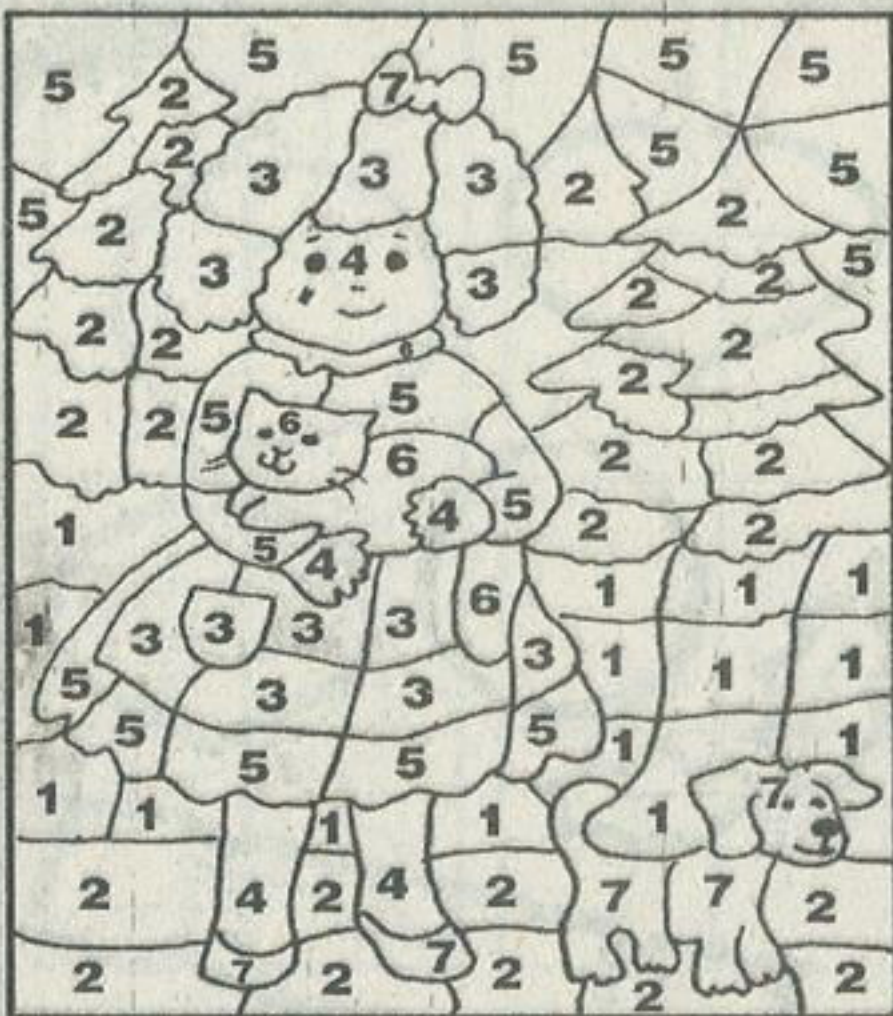 5 5 5 5
2 7 5
2 3 3 3 5 5
5 2 2 2
3 4 3 2 2 5
2 2 6 2
2
2 2 5 6 5 2 2
6
1 4 5 2 2
5 4
1 3 3 3 3 6 1 1 1
3 1 1 1
5 3 3
5 5 1 1
5 5
1 1 1 1 1 7
2 4 2 4 2 7 7 2
2 7 2 7 2 2 2